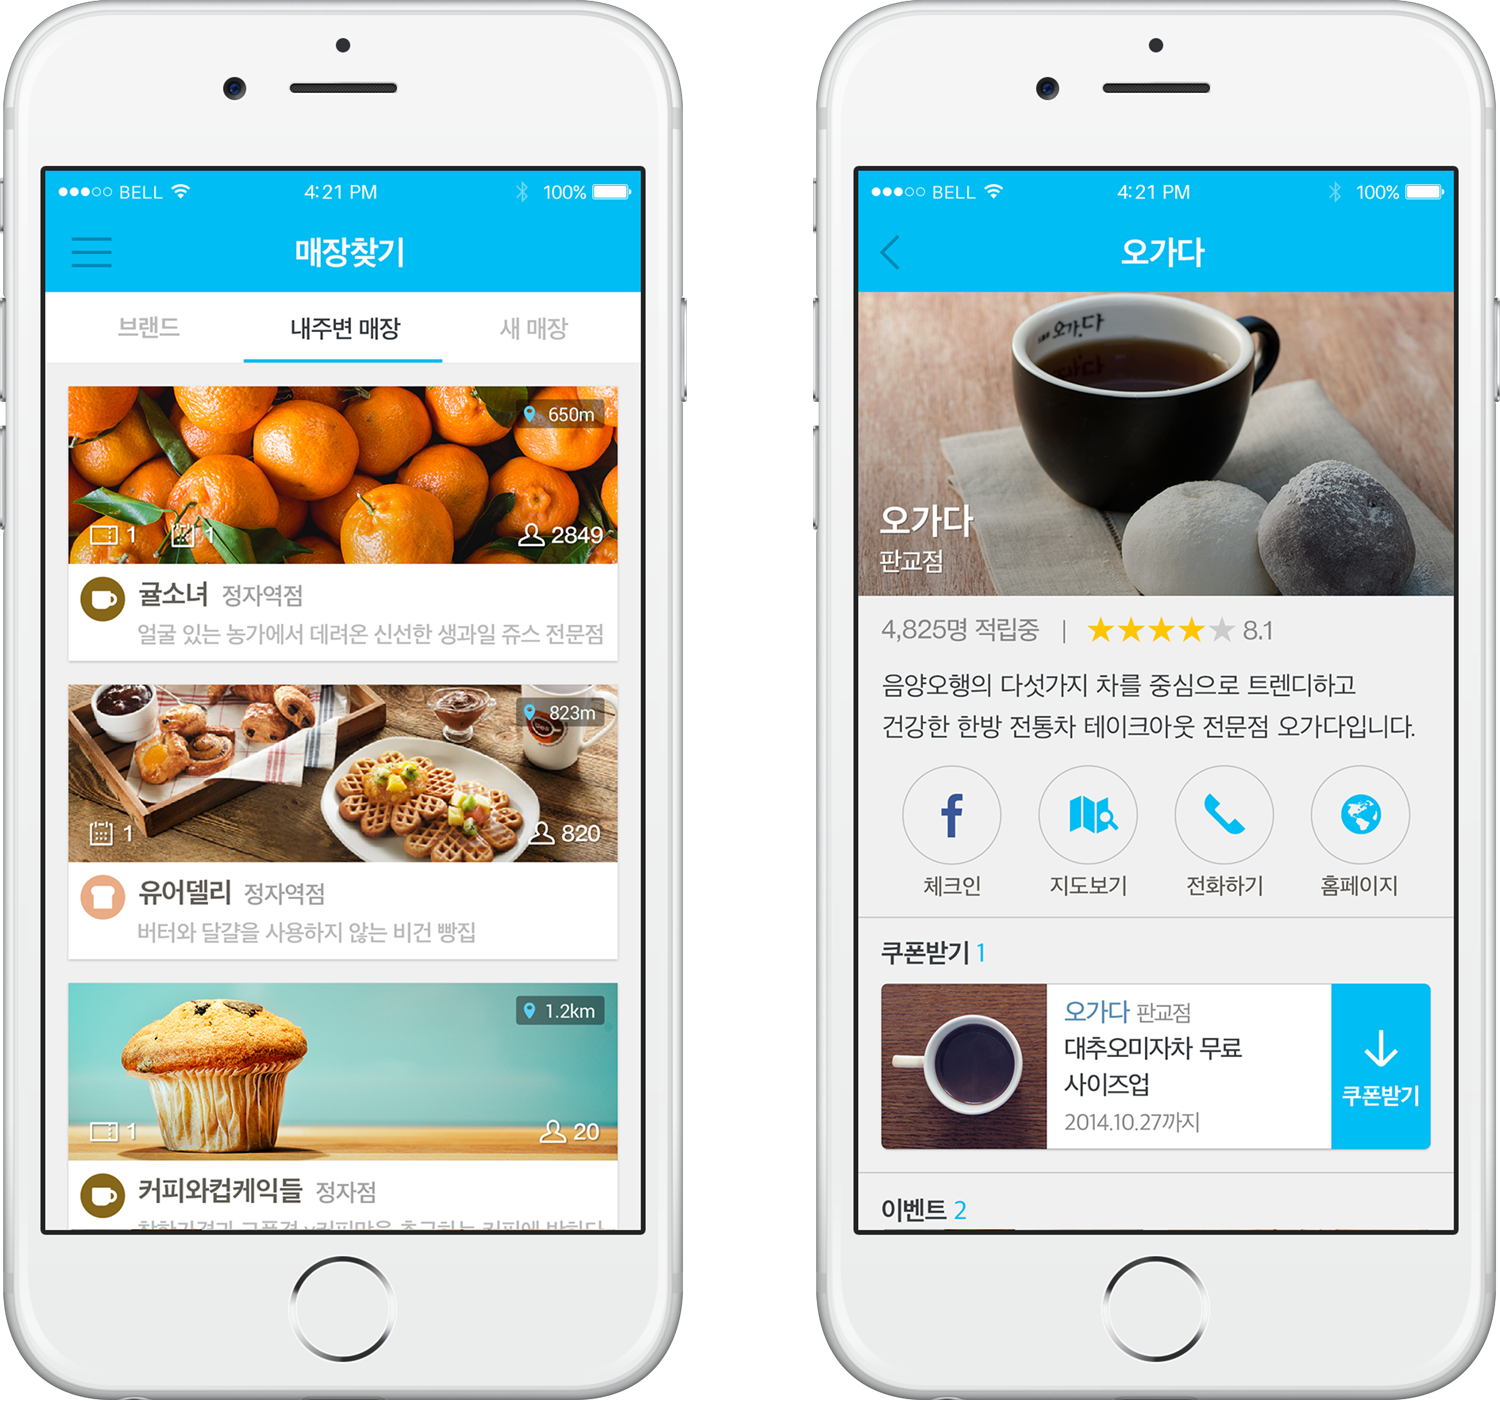 BELL
4:21 PM
100%
매장찾기
브랜드
내주변 매장
새 매장
650m
1
1
2849
귤소녀 정자역점
얼굴 있는 농가에서 데려온 신선한 생과일 쥬스 전문점
823m
1
820
유어델리 정자역점
버터와 달걀을 사용하지 않는 비건 빵집
1.2km
1
20
커피와컵케익들 정자점
BELL
4:21 PM
100%
오가다
오가다
오가다
판교점
4,825명 적립중 | 8.1
음양오행의 다섯가지 차를 중심으로 트렌디하고
건강한 한방 전통차 테이크아웃 전문점 오가다입니다.
체크인
지도보기
전화하기
홈페이지
쿠폰받기 1
오가다 판교점
대추오미자차 무료
사이즈업
2014.10.27까지
쿠폰받기
이벤트 2